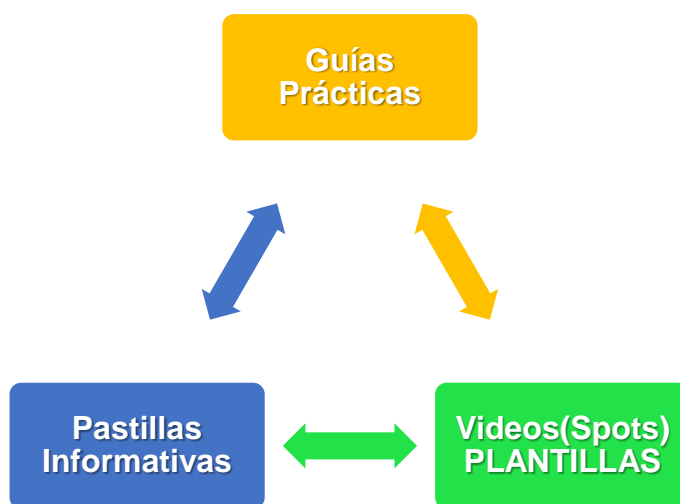 Guías
Prácticas
Pastillas
Informativas
Videos(Spots)
PLANTILLAS